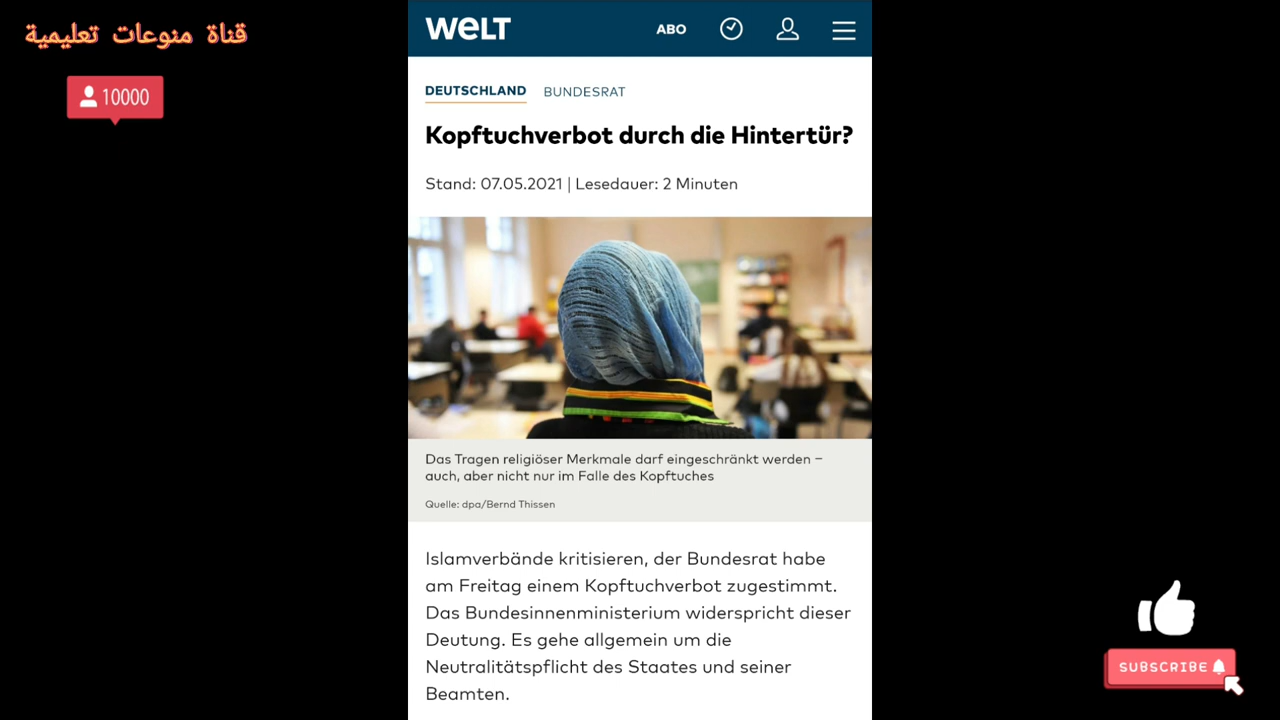 قناة منوعات تعليمية
10000
WELT
ABO
DEUTSCHLAND BUNDESRAT
Kopftuchverbot durch die Hintertür?
Stand: 07.05.2021 | Lesedauer: 2 Minuten
Das Tragen religiöser Merkmale darf eingeschränkt werden –
auch, aber nicht nur im Falle des Kopftuches
Quelle: dpa/Bernd Thissen
Islamverbände kritisieren, der Bundesrat habe
am Freitag einem Kopftuchverbot zugestimmt.
Das Bundesinnenministerium widerspricht dieser
Deutung. Es gehe allgemein um die
Neutralitätspflicht des Staates und seiner
Beamten.
SUBSCRIBE